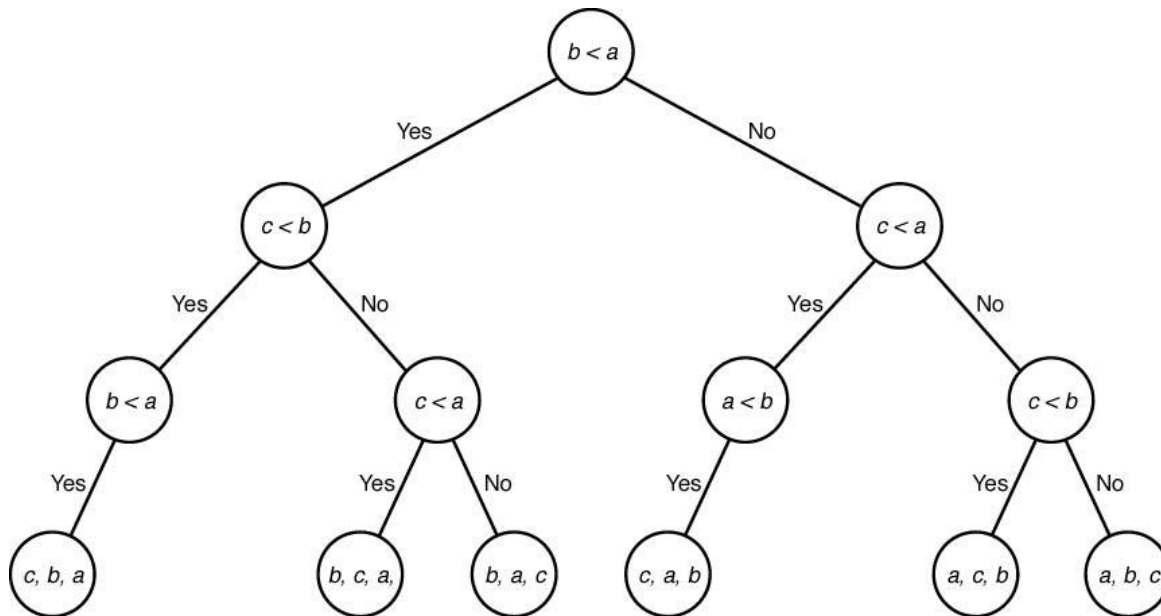 b < a
Yes
No
c < b
c < a
Yes
No
Yes
No
b < a
c < a
a < b
c < b
Yes
Yes
No
Yes
Yes
No
c, b, a
b, c, a,
b, a, c
c, a, b
a, c, b
a, b, c